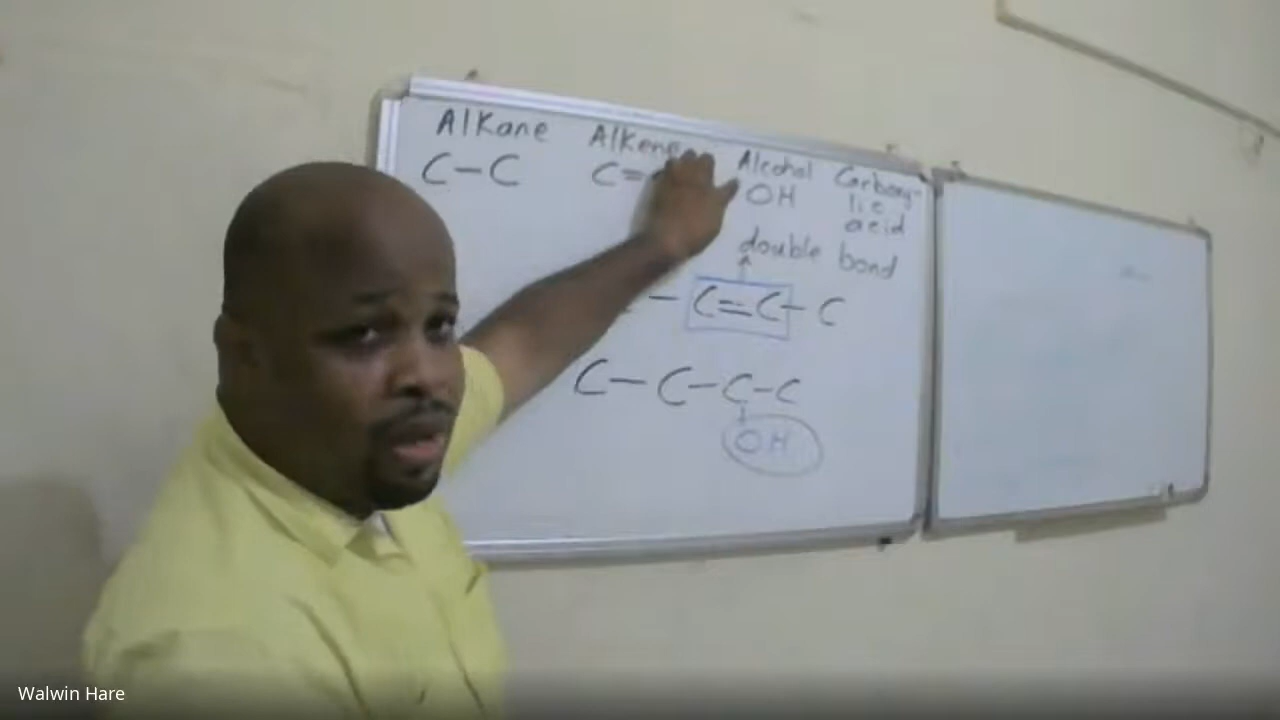 Alkane Alkene Alcohol Carboxy-
C-C C= OH lic
acid
double bond
- C=C-C
C-C-C-C
OH
Walwin Hare